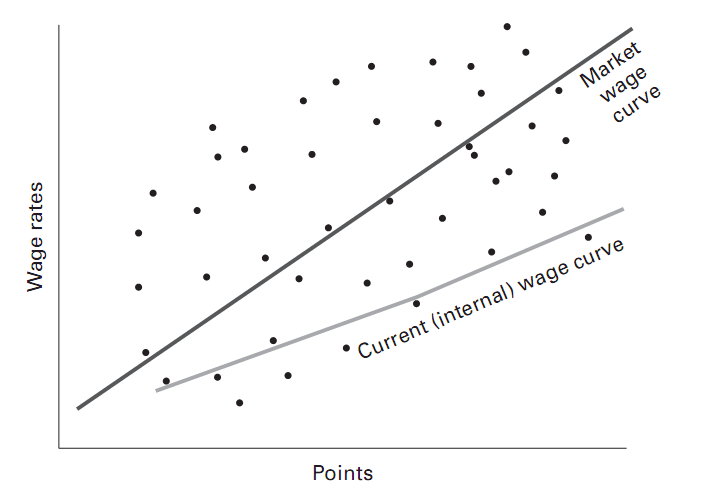 Market
wage
curve
Wage rates
Current (internal) wage curve
Points